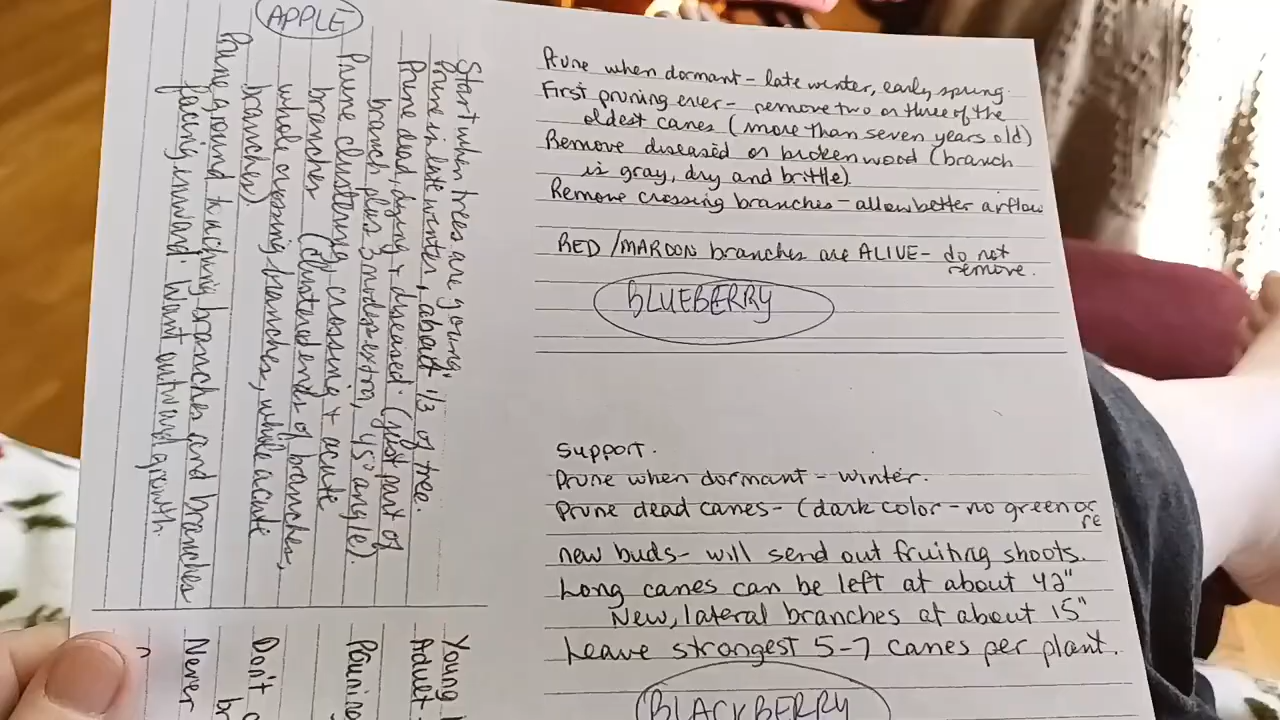 APPLE
Start when trees are young
Prune in late winter, about 1/3 of tree.
Prune dead, dying + diseased. (just part of
branch plus 3 nodes extra, 45° angle).
Prune clustering, crossing + acute
branches (clustered ends of branches,
whole crossing branches, whole acute
branches)
Prune around touching branches and branches
facing inward. Want outward growth.
Young
Adult
Don't
Never
Prune when dormant - late winter, early spring.
First pruning ever - remove two or three of the
oldest canes (more than seven years old)
Remove diseased or broken wood (branch
is gray, dry and brittle).
Remove crossing branches - allow better airflow
RED/MAROON branches are ALIVE - do not
remove.
BLUEBERRY
Support.
Prune when dormant - winter.
Prune dead canes - (dark color - no green or
re
new buds - will send out fruiting shoots.
Long canes can be left at about 42"
New, lateral branches at about 15"
Leave strongest 5-7 canes per plant.
BLACKBERRY